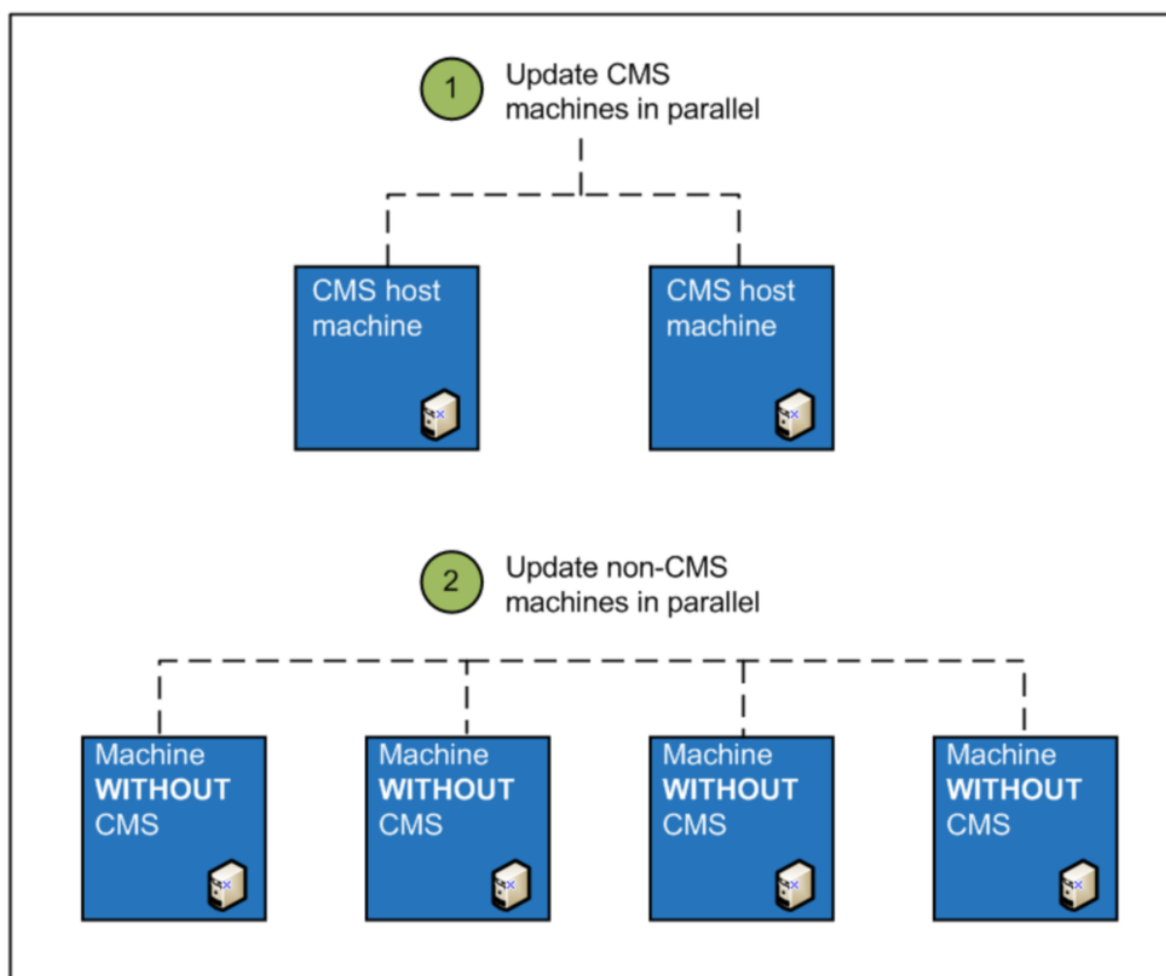 1
Update CMS
machines in parallel
CMS host
machine
CMS host
machine
2
Update non-CMS
machines in parallel
Machine
WITHOUT
CMS
Machine
WITHOUT
CMS
Machine
WITHOUT
CMS
Machine
WITHOUT
CMS